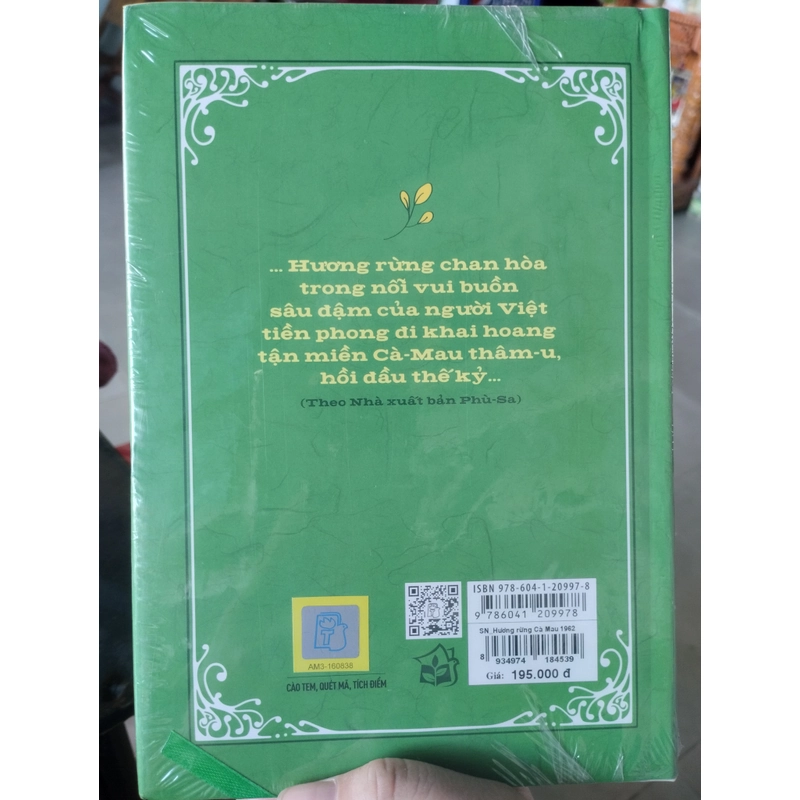 ... Hương rừng chan hòa
trong nỗi vui buồn
sâu đậm của người Việt
tiền phong đi khai hoang
tận miền Cà-Mau thâm-u,
hồi đầu thế kỷ...
(Theo Nhà xuất bản Phù-Sa)
ISBN 978-604-1-20997-8
9 786041 209978
SN_Hương rừng Cà Mau 1962
8 934974 184539
Giá: 195.000 đ
T
AM3-160838
CÀO TEM, QUÉT MÃ, TÍCH ĐIỂM